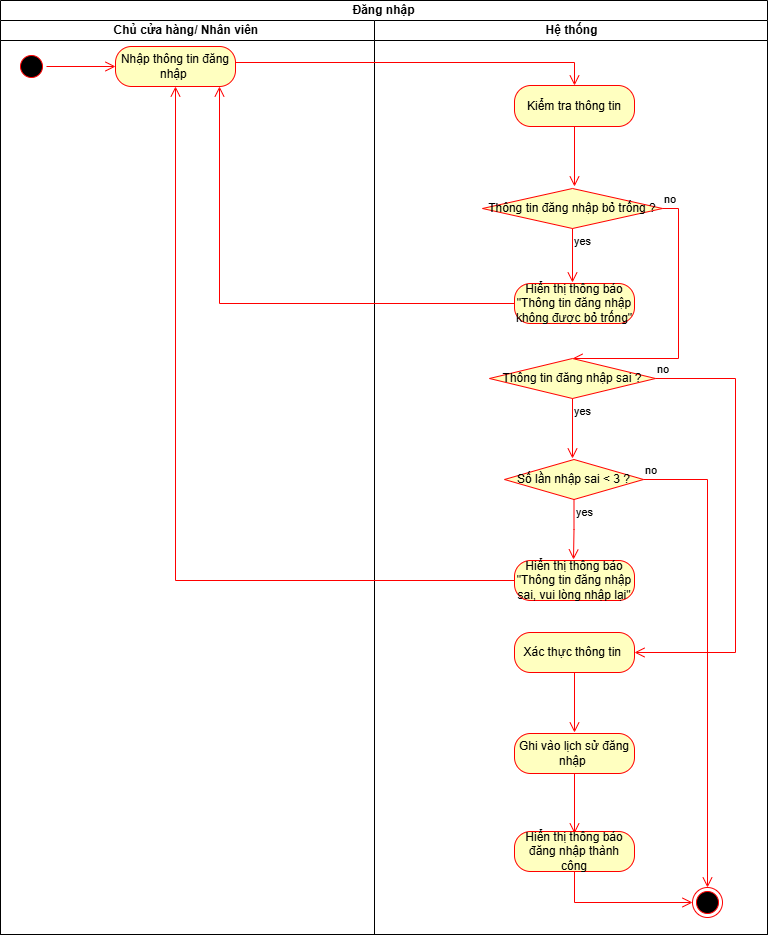 Đăng nhập
Chủ cửa hàng/ Nhân viên
Hệ thống
Nhập thông tin đăng
nhập
Kiểm tra thông tin
Thông tin đăng nhập bỏ trống ?
no
yes
Hiển thị thông báo
"Thông tin đăng nhập
không được bỏ trống"
Thông tin đăng nhập sai ?
no
yes
Số lần nhập sai < 3 ?
no
yes
Hiển thị thông báo
"Thông tin đăng nhập
sai, vui lòng nhập lại"
Xác thực thông tin
Ghi vào lịch sử đăng
nhập
Hiển thị thông báo
đăng nhập thành
công